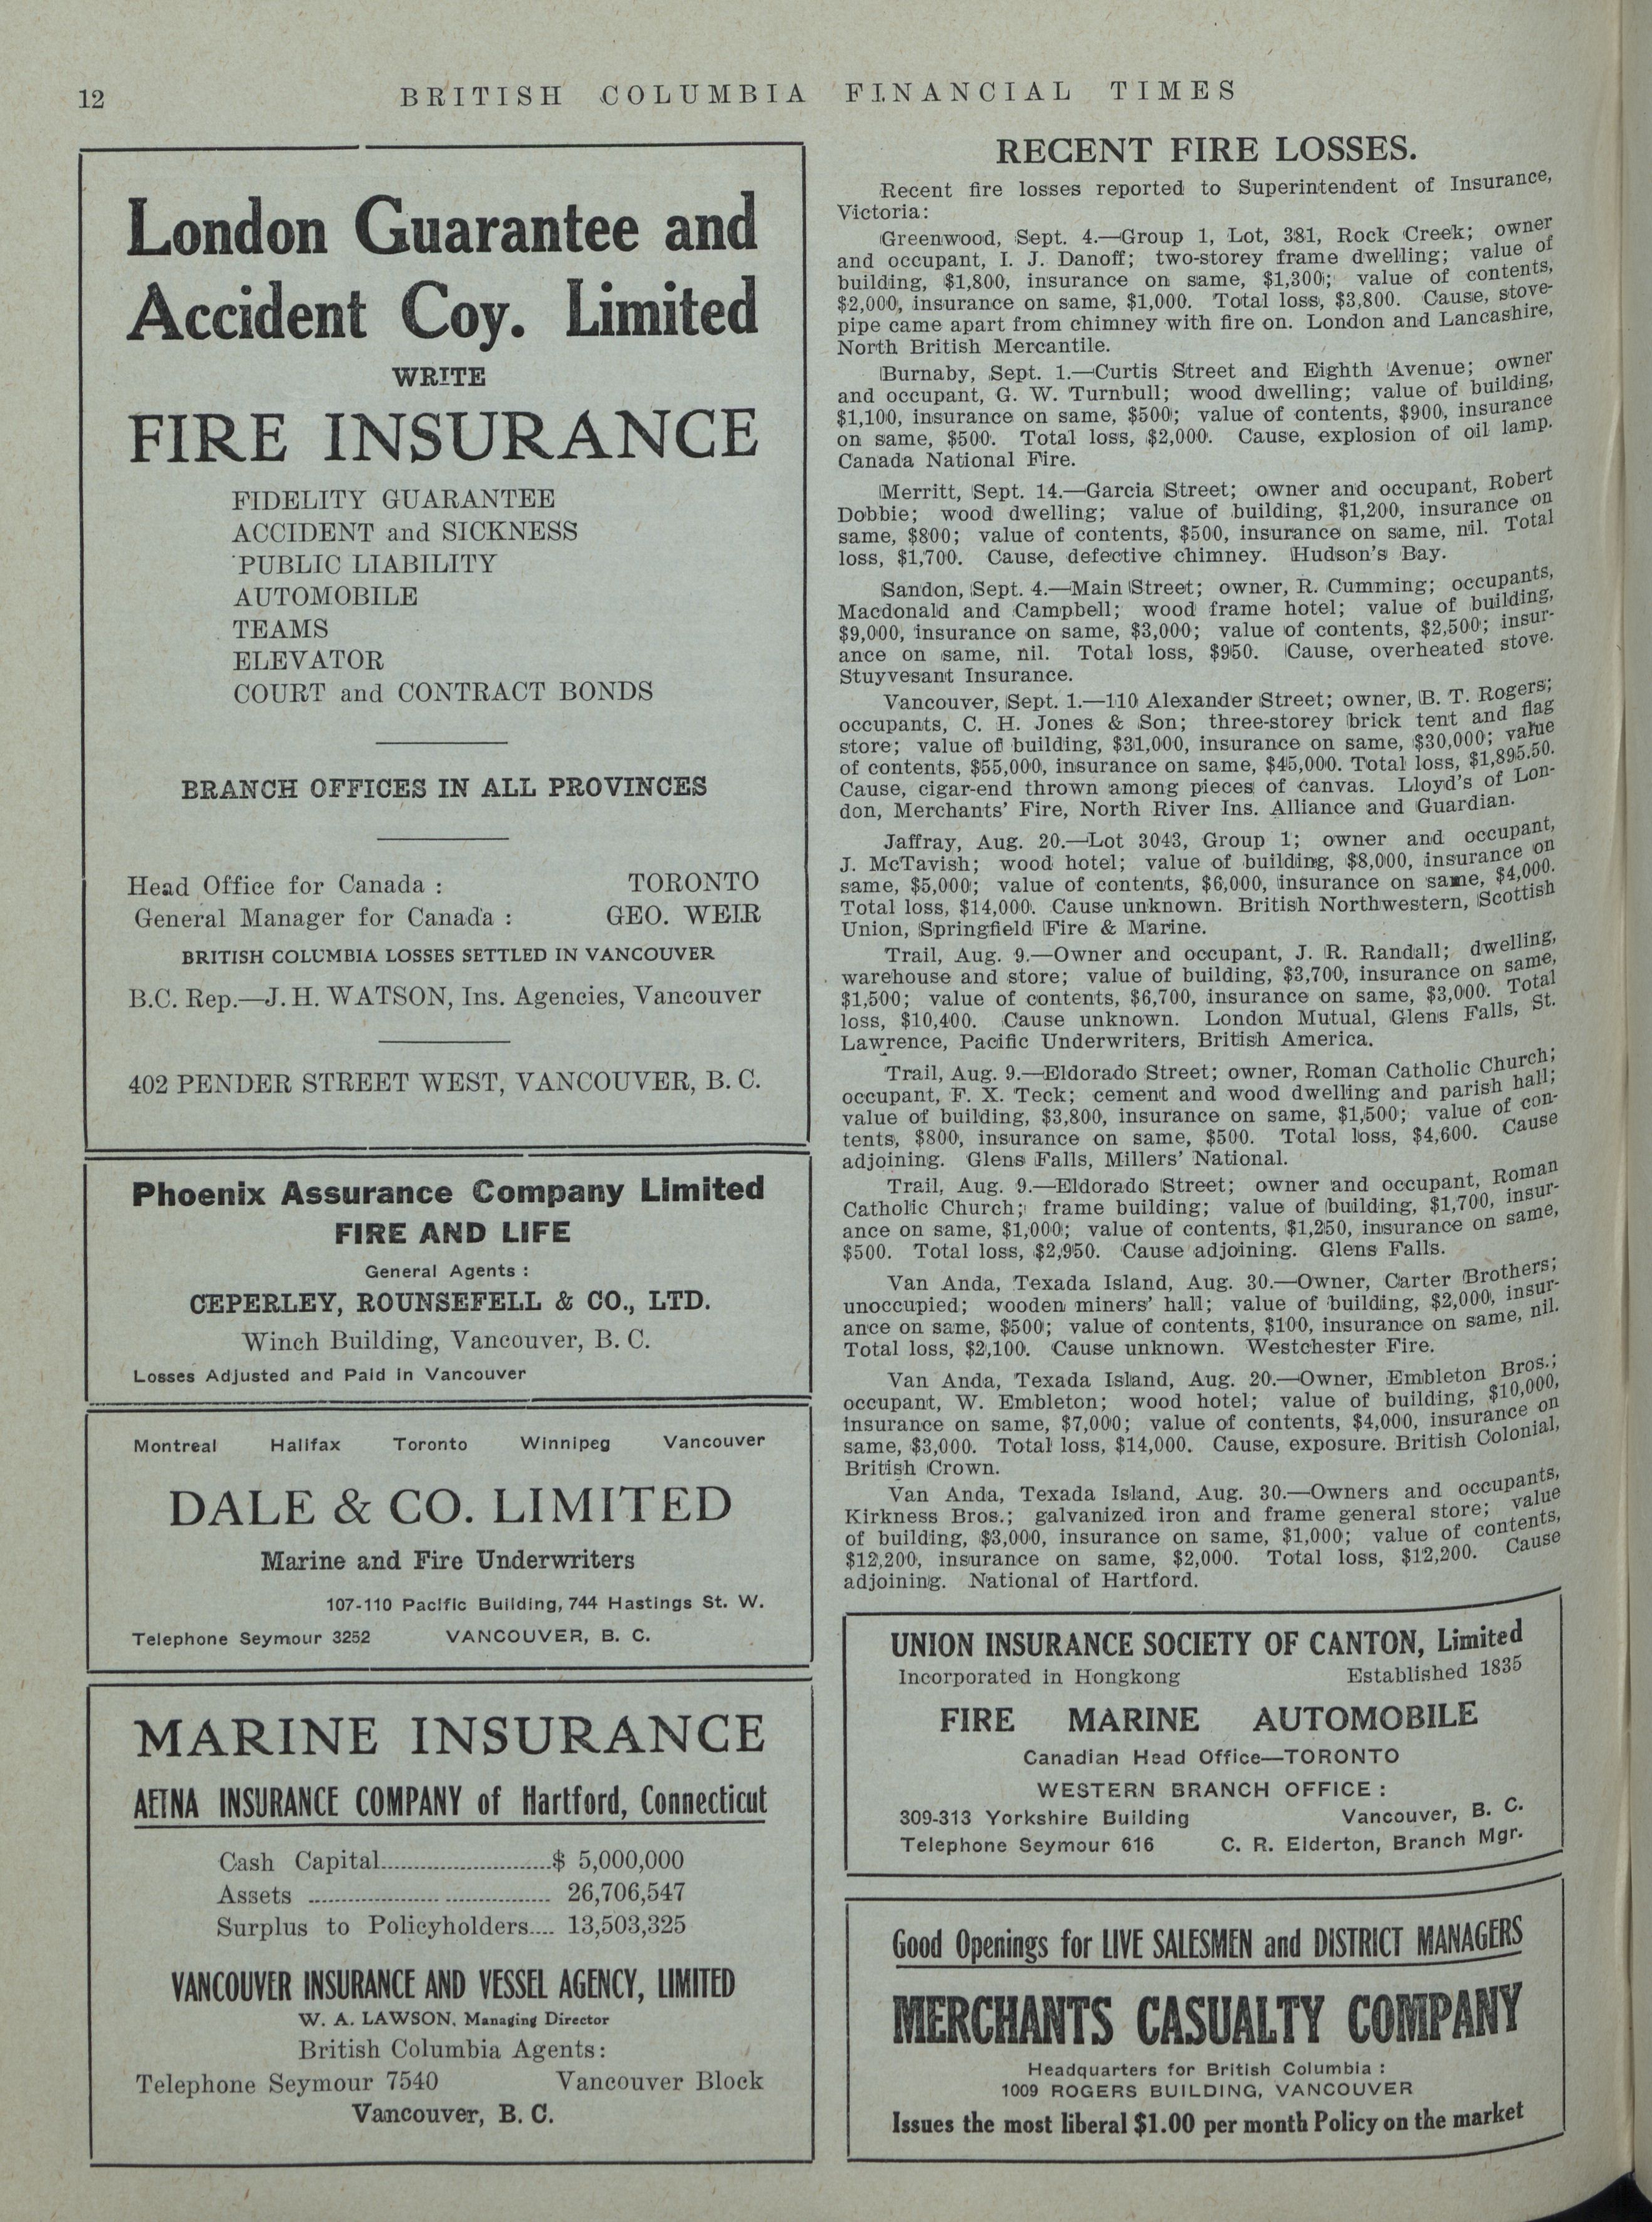 12
BRITISH COLUMBIA FINANCIAL TIMES
London Guarantee and
Accident Coy. Limited
WRITE
FIRE INSURANCE
FIDELITY GUARANTEE
ACCIDENT and SICKNESS
PUBLIC LIABILITY
AUTOMOBILE
TEAMS
ELEVATOR
COURT and CONTRACT BONDS
BRANCH OFFICES IN ALL PROVINCES
Head Office for Canada : TORONTO
General Manager for Canada : GEO. WEIR
BRITISH COLUMBIA LOSSES SETTLED IN VANCOUVER
B.C. Rep.—J. H. WATSON, Ins. Agencies, Vancouver
402 PENDER STREET WEST, VANCOUVER, B. C.
Phoenix Assurance Company Limited
FIRE AND LIFE
General Agents :
CEPERLEY, ROUNSEFELL & CO., LTD.
Winch Building, Vancouver, B. C.
Losses Adjusted and Paid in Vancouver
Montreal Halifax Toronto Winnipeg Vancouver
DALE & CO. LIMITED
Marine and Fire Underwriters
107-110 Pacific Building, 744 Hastings St. W.
Telephone Seymour 3252 VANCOUVER, B. C.
MARINE INSURANCE
AETNA INSURANCE COMPANY of Hartford, Connecticut
Cash Capital..........................$ 5,000,000
Assets ..................... ................. 26,706,547
Surplus to Policyholders.... 13,503,325
VANCOUVER INSURANCE AND VESSEL AGENCY, LIMITED
W. A. LAWSON, Managing Director
British Columbia Agents:
Telephone Seymour 7540 Vancouver Block
Vancouver, B. C.
RECENT FIRE LOSSES.
Recent fire losses reported to Superintendent of Insurance,
Victoria:
Greenwood, Sept. 4.—Group 1, Lot, 381, Rock Creek; owner
and occupant, I. J. Danoff; two-storey frame dwelling; value of
building, $1,800, insurance on same, $1,300; value of contents,
$2,000, insurance on same, $1,000. Total loss, $3,800. Cause, stove-
pipe came apart from chimney with fire on. London and Lancashire,
North British Mercantile.
Burnaby, Sept. 1.—Curtis Street and Eighth Avenue; owner
and occupant, G. W. Turnbull; wood dwelling; value of building,
$1,100, insurance on same, $500; value of contents, $900, insurance
on same, $500. Total loss, $2,000. Cause, explosion of oil lamp.
Canada National Fire.
Merritt, Sept. 14.—Garcia Street; owner and occupant, Robert
Dobbie; wood dwelling; value of building, $1,200, insurance on
same, $800; value of contents, $500, insurance on same, nil. Total
loss, $1,700. Cause, defective chimney. Hudson's Bay.
Sandon, Sept. 4.—Main Street; owner, R. Cumming; occupants,
Macdonald and Campbell; wood frame hotel; value of building,
$9,000, insurance on same, $3,000; value of contents, $2,500; insur-
ance on same, nil. Total loss, $950. Cause, overheated stove.
Stuyvesant Insurance.
Vancouver, Sept. 1.—110 Alexander Street; owner, B. T. Rogers;
occupants, C. H. Jones & Son; three-storey brick tent and flag
store; value of building, $31,000, insurance on same, $30,000; value
of contents, $55,000, insurance on same, $45,000. Total loss, $1,895.50.
Cause, cigar-end thrown among pieces of canvas. Lloyd's of Lon-
don, Merchants' Fire, North River Ins. Alliance and Guardian.
Jaffray, Aug. 20.—Lot 3043, Group 1; owner and occupant,
J. McTavish; wood hotel; value of building, $8,000, insurance on
same, $5,000; value of contents, $6,000, insurance on same, $4,000.
Total loss, $14,000. Cause unknown. British Northwestern, Scottish
Union, Springfield Fire & Marine.
Trail, Aug. 9.—Owner and occupant, J. R. Randall; dwelling,
warehouse and store; value of building, $3,700, insurance on same,
$1,500; value of contents, $6,700, insurance on same, $3,000. Total
loss, $10,400. Cause unknown. London Mutual, Glens Falls, St.
Lawrence, Pacific Underwriters, British America.
Trail, Aug. 9.—Eldorado Street; owner, Roman Catholic Church;
occupant, F. X. Teck; cement and wood dwelling and parish hall;
value of building, $3,800, insurance on same, $1,500; value of con-
tents, $800, insurance on same, $500. Total loss, $4,600. Cause
adjoining. Glens Falls, Millers' National.
Trail, Aug. 9.—Eldorado Street; owner and occupant, Roman
Catholic Church; frame building; value of building, $1,700, insur-
ance on same, $1,000; value of contents, $1,250, insurance on same,
$500. Total loss, $2,950. Cause adjoining. Glens Falls.
Van Anda, Texada Island, Aug. 30.—Owner, Carter Brothers;
unoccupied; wooden miners' hall; value of building, $2,000, insur-
ance on same, $500; value of contents, $100, insurance on same, nil.
Total loss, $2,100. Cause unknown. Westchester Fire.
Van Anda, Texada Island, Aug. 20.—Owner, Embleton Bros.;
occupant, W. Embleton; wood hotel; value of building, $10,000,
insurance on same, $7,000; value of contents, $4,000, insurance on
same, $3,000. Total loss, $14,000. Cause, exposure. British Colonial,
British Crown.
Van Anda, Texada Island, Aug. 30.—Owners and occupants,
Kirkness Bros.; galvanized iron and frame general store; value
of building, $3,000, insurance on same, $1,000; value of contents,
$12,200, insurance on same, $2,000. Total loss, $12,200. Cause
adjoining. National of Hartford.
UNION INSURANCE SOCIETY OF CANTON, Limited
Incorporated in Hongkong Established 1835
FIRE MARINE AUTOMOBILE
Canadian Head Office—TORONTO
WESTERN BRANCH OFFICE :
309-313 Yorkshire Building Vancouver, B. C.
Telephone Seymour 616 C. R. Elderton, Branch Mgr.
Good Openings for LIVE SALESMEN and DISTRICT MANAGERS
MERCHANTS CASUALTY COMPANY
Headquarters for British Columbia :
1009 ROGERS BUILDING, VANCOUVER
Issues the most liberal $1.00 per month Policy on the market